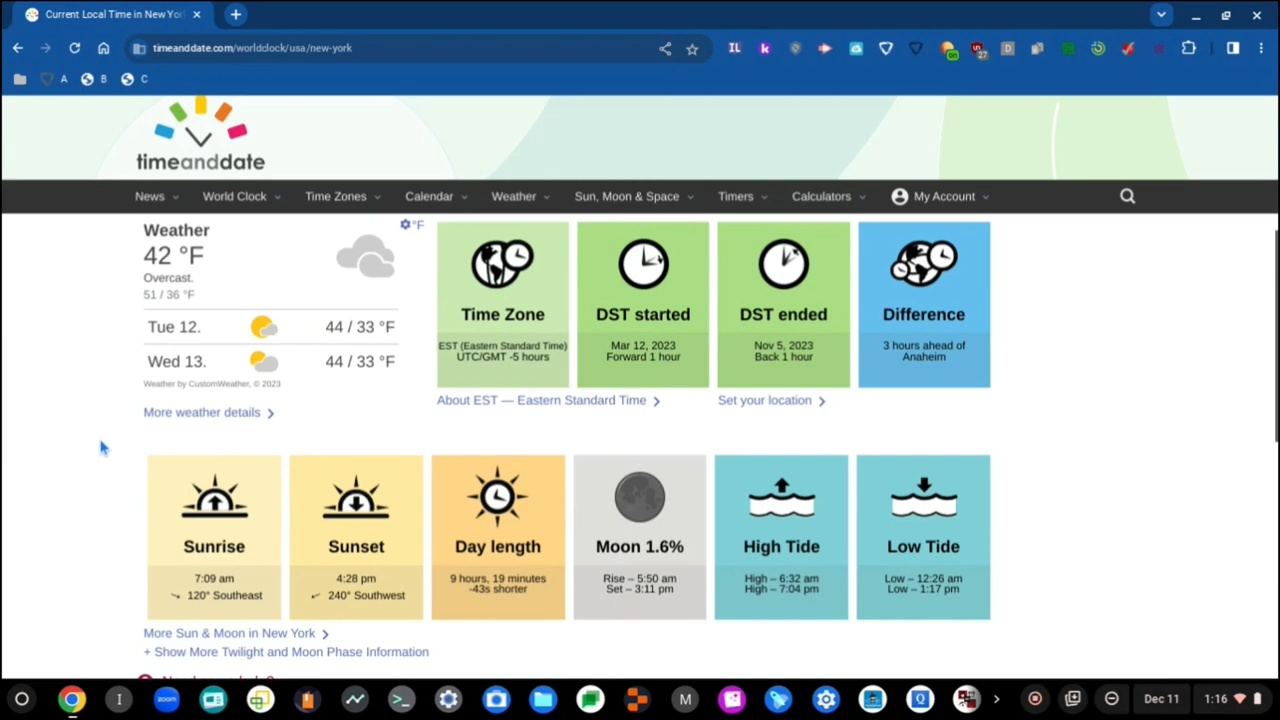 Current Local Time in New Yor
timeanddate.com/worldclock/usa/new-york
27
A B C
timeanddate
News World Clock Time Zones Calendar Weather Sun, Moon & Space Timers Calculators My Account
Weather
°F
42 °F
Overcast.
51 / 36 °F
Tue 12. 44 / 33 °F
Wed 13. 44 / 33 °F
Weather by CustomWeather, © 2023
More weather details
Time Zone
EST (Eastern Standard Time)
UTC/GMT -5 hours
DST started
Mar 12, 2023
Forward 1 hour
DST ended
Nov 5, 2023
Back 1 hour
Difference
3 hours ahead of
Anaheim
About EST — Eastern Standard Time
Set your location
Sunrise
7:09 am
120° Southeast
Sunset
4:28 pm
240° Southwest
Day length
9 hours, 19 minutes
-43s shorter
Moon 1.6%
Rise – 5:50 am
Set – 3:11 pm
High Tide
High – 6:32 am
High – 7:04 pm
Low Tide
Low – 12:26 am
Low – 1:17 pm
More Sun & Moon in New York
+ Show More Twilight and Moon Phase Information
I zoom M Q Dec 11 1:16